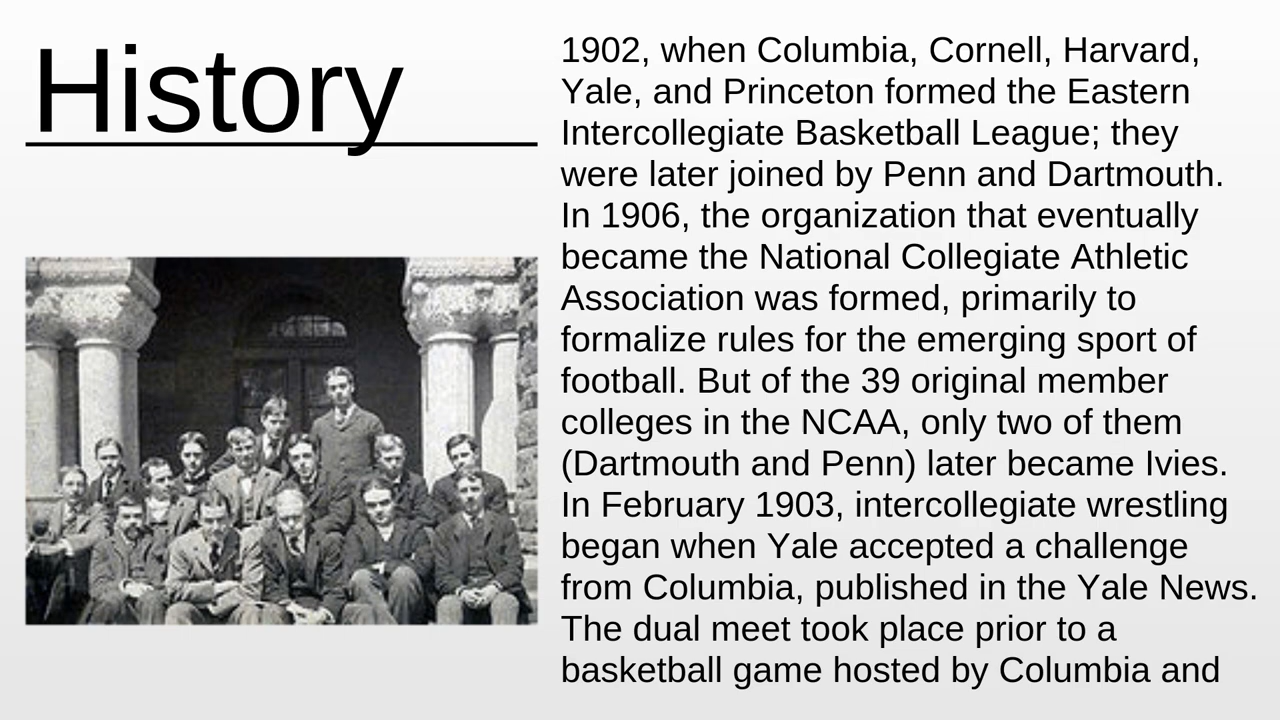 History
1902, when Columbia, Cornell, Harvard,
Yale, and Princeton formed the Eastern
Intercollegiate Basketball League; they
were later joined by Penn and Dartmouth.
In 1906, the organization that eventually
became the National Collegiate Athletic
Association was formed, primarily to
formalize rules for the emerging sport of
football. But of the 39 original member
colleges in the NCAA, only two of them
(Dartmouth and Penn) later became Ivies.
In February 1903, intercollegiate wrestling
began when Yale accepted a challenge
from Columbia, published in the Yale News.
The dual meet took place prior to a
basketball game hosted by Columbia and